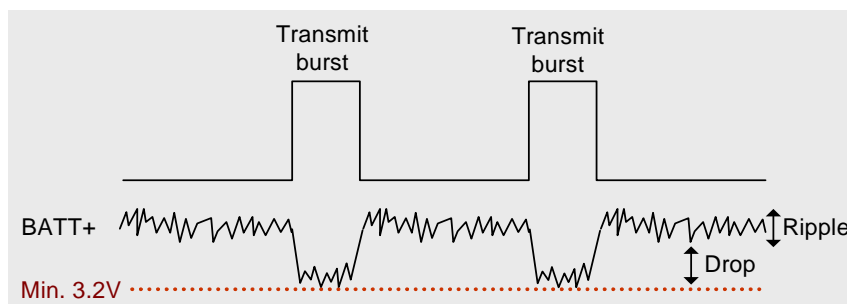 Transmit
burst
Transmit
burst
BATT+
Ripple
Drop
Min. 3.2V